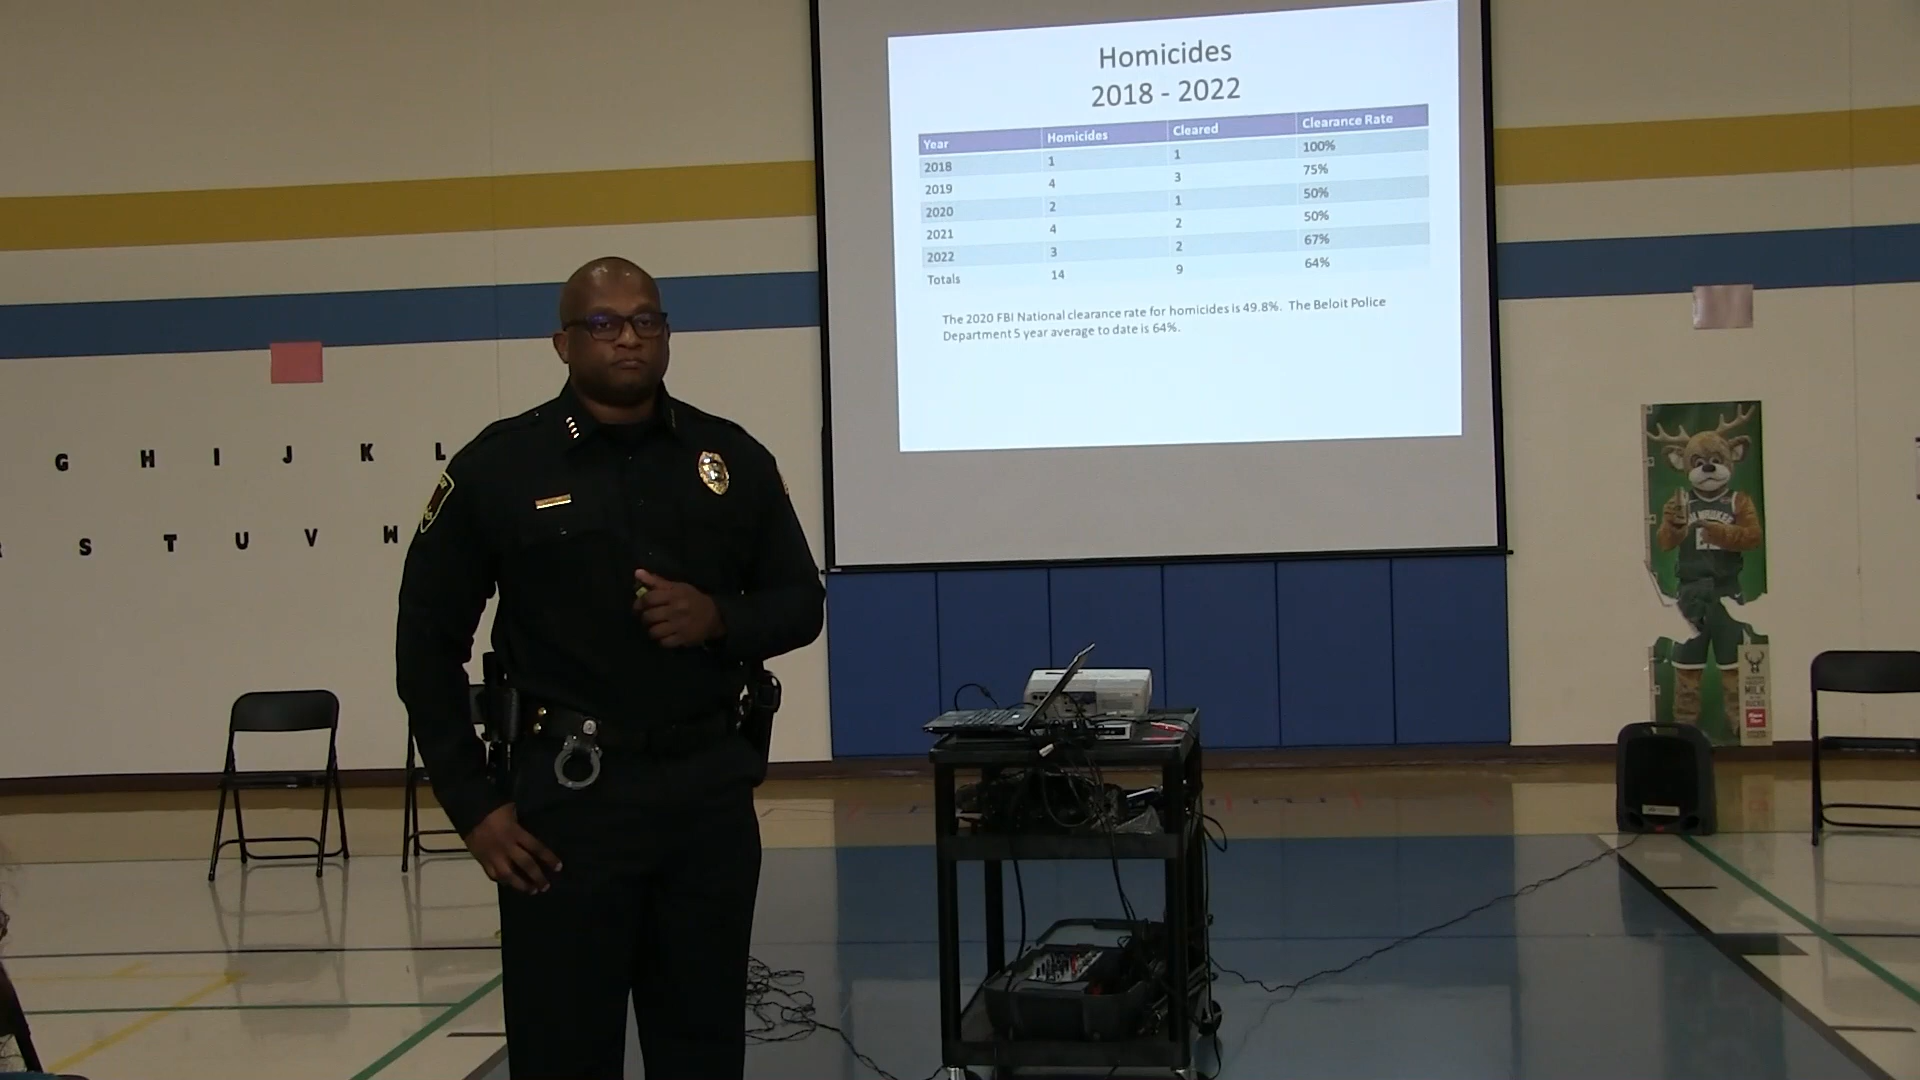 Homicides
2018 - 2022
Year Homicides Cleared Clearance Rate
2018 1 1 100%
2019 4 3 75%
2020 2 1 50%
2021 4 2 50%
2022 3 2 67%
Totals 14 9 64%
The 2020 FBI National clearance rate for homicides is 49.8%. The Beloit Police
Department 5 year average to date is 64%.
G H I J K L
S T U V W
MILK